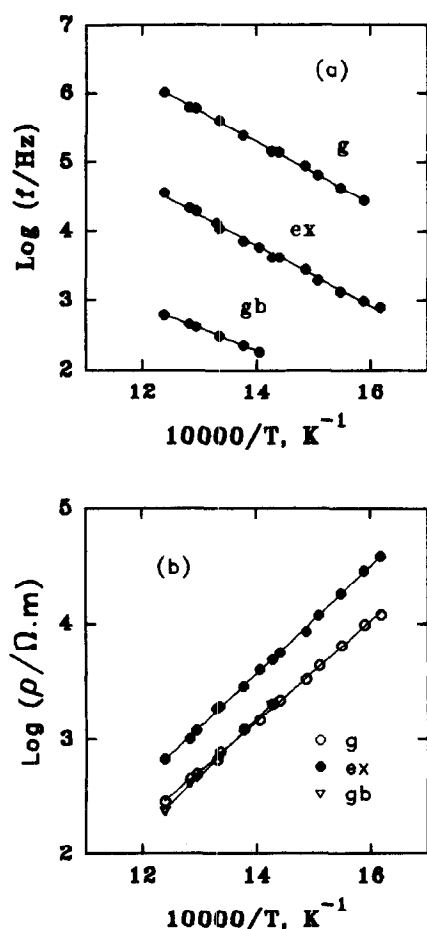 7
(a)
6
g
5
Log (f/Hz)
ex
4
3
gb
2
12
14
16
10000/T, K⁻¹
5
(b)
4
Log (ρ/Ω.m)
g
3
ex
gb
2
12
14
16
10000/T, K⁻¹